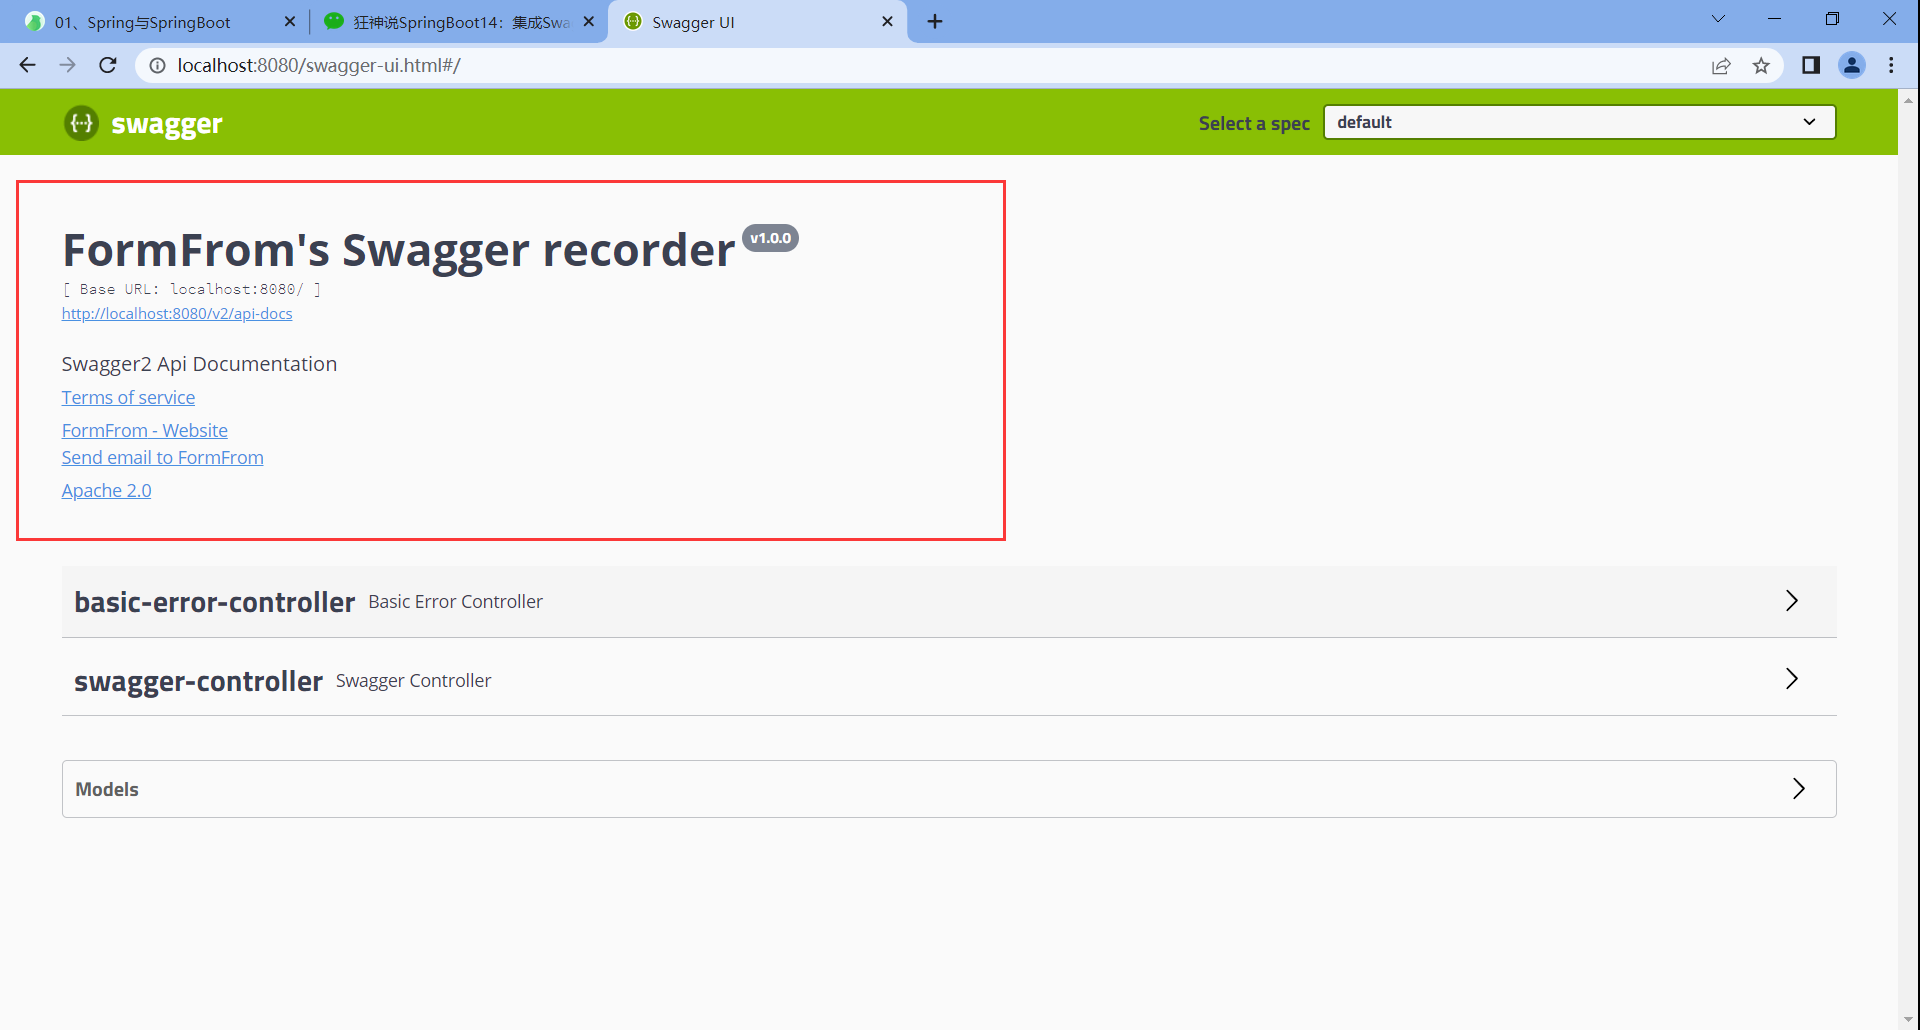 01、Spring与SpringBoot
狂神说SpringBoot14：集成Swa
Swagger UI
localhost:8080/swagger-ui.html#/
swagger
Select a spec
default
FormFrom's Swagger recorder v1.0.0
[ Base URL: localhost:8080/ ]
http://localhost:8080/v2/api-docs
Swagger2 Api Documentation
Terms of service
FormFrom - Website
Send email to FormFrom
Apache 2.0
basic-error-controller Basic Error Controller
swagger-controller Swagger Controller
Models